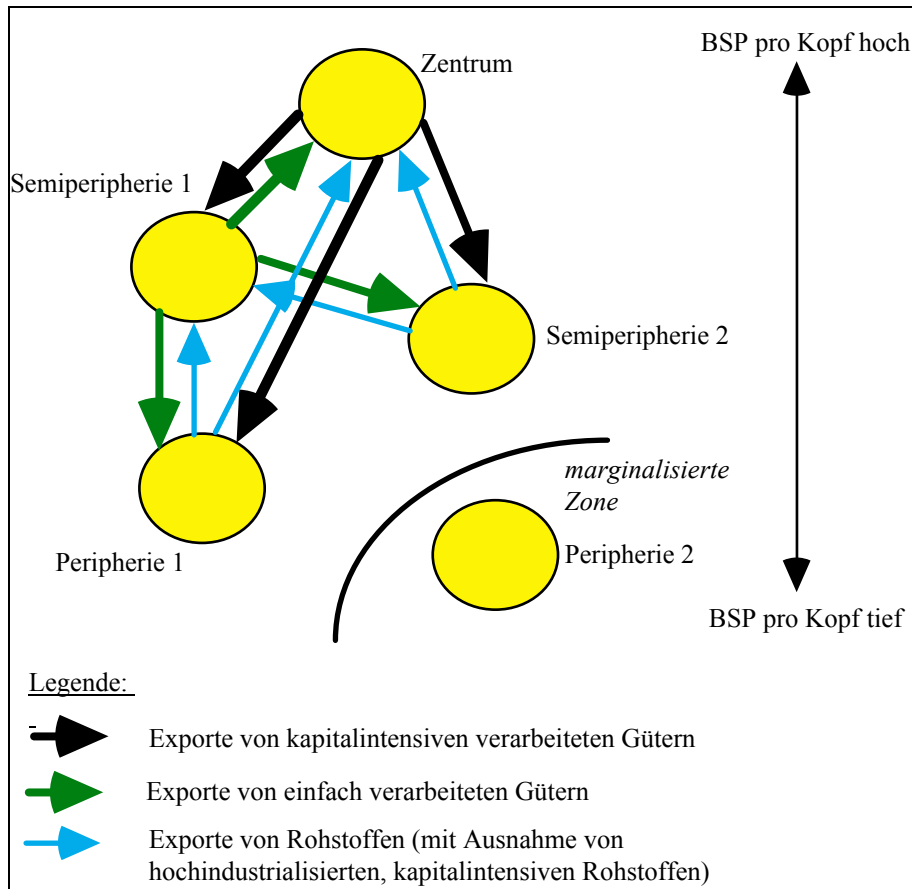 BSP pro Kopf hoch
Zentrum
Semiperipherie 1
Semiperipherie 2
marginalisierte
Zone
Peripherie 2
Peripherie 1
BSP pro Kopf tief
Legende:
Exporte von kapitalintensiven verarbeiteten Gütern
Exporte von einfach verarbeiteten Gütern
Exporte von Rohstoffen (mit Ausnahme von
hochindustrialisierten, kapitalintensiven Rohstoffen)